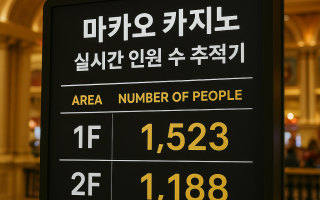 마카오 카지노
실시간 인원 수 추적기
AREA NUMBER OF PEOPLE
1F 1,523
2F 1,188